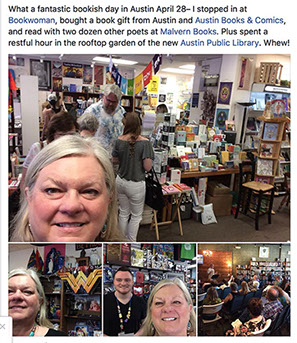 What a fantastic bookish day in Austin April 28– I stopped at
Bookwoman, bought a book gift from Austin and Austin Books & Comics,
and read with two dozen other poets at Malvern Books. Plus spent a
restful hour in the rooftop garden of the new Austin Public Library. Whew!